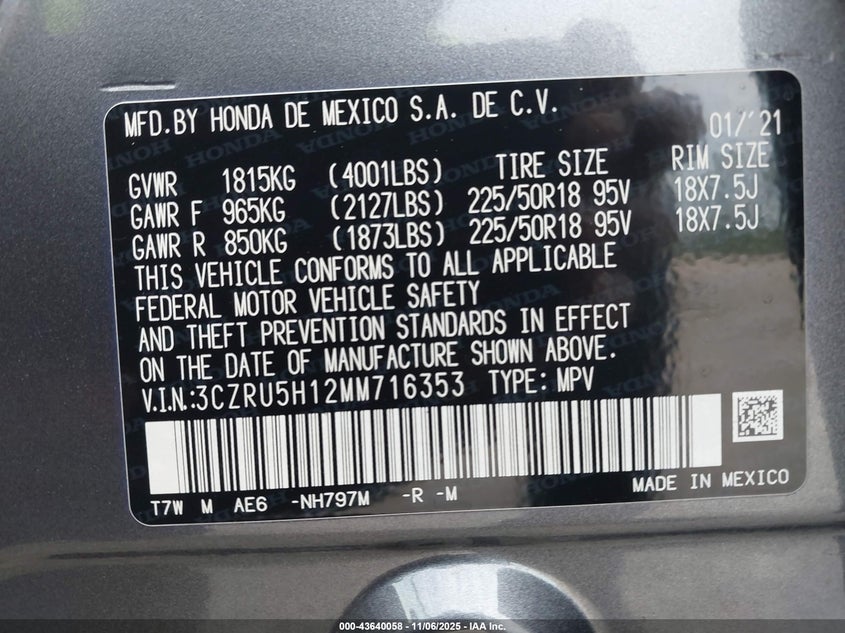 MFD.BY HONDA DE MEXICO S.A. DE C.V.
01/'21
GVWR 1815KG (4001LBS) TIRE SIZE RIM SIZE
GAWR F 965KG (2127LBS) 225/50R18 95V 18X7.5J
GAWR R 850KG (1873LBS) 225/50R18 95V 18X7.5J
THIS VEHICLE CONFORMS TO ALL APPLICABLE
FEDERAL MOTOR VEHICLE SAFETY
AND THEFT PREVENTION STANDARDS IN EFFECT
ON THE DATE OF MANUFACTURE SHOWN ABOVE.
V.I.N.:3CZRU5H12MM716353 TYPE: MPV
T7W M AE6 -NH797M -R -M
MADE IN MEXICO
000-43640058 - 11/06/2025 - IAA Inc.